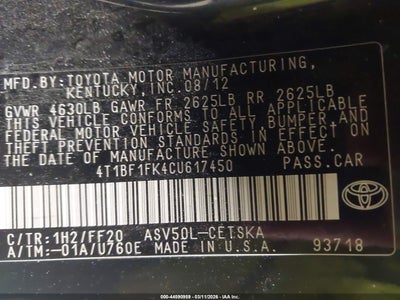 MFD.BY:TOYOTA MOTOR MANUFACTURING,
KENTUCKY,INC.08/12
GVWR 4630LB GAWR FR 2625LB RR 2625LB
THIS VEHICLE CONFORMS TO ALL APPLICABLE
FEDERAL MOTOR VEHICLE SAFETY,BUMPER,AND
THEFT PREVENTION STANDARDS IN EFFECT ON
THE DATE OF MANUFACTURE SHOWN ABOVE.
4T1BF1FK4CU617450 PASS.CAR
TOYOTA
C/TR:1H2/FF20 ASV50L-CETSKA
A/TM:-01A/U760E MADE IN U.S.A. 93718
000-44690969 - 03/11/2026 - IAA Inc.